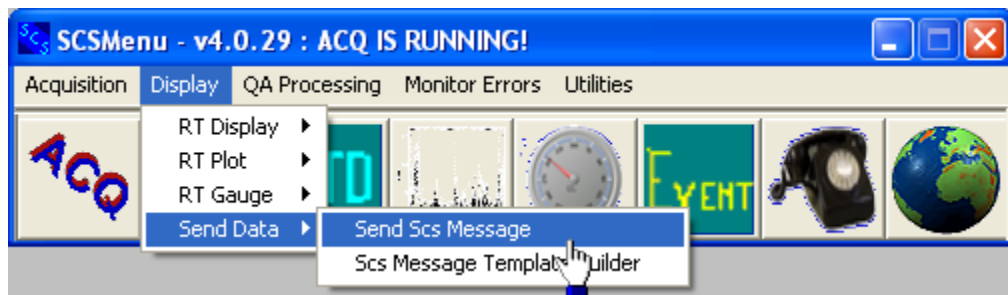 SCS SCSMenu - v4.0.29 : ACQ IS RUNNING!
Acquisition Display QA Processing Monitor Errors Utilities
ACQ
EVENT
RT Display
RT Plot
RT Gauge
Send Data
Send Scs Message
Scs Message Template Builder